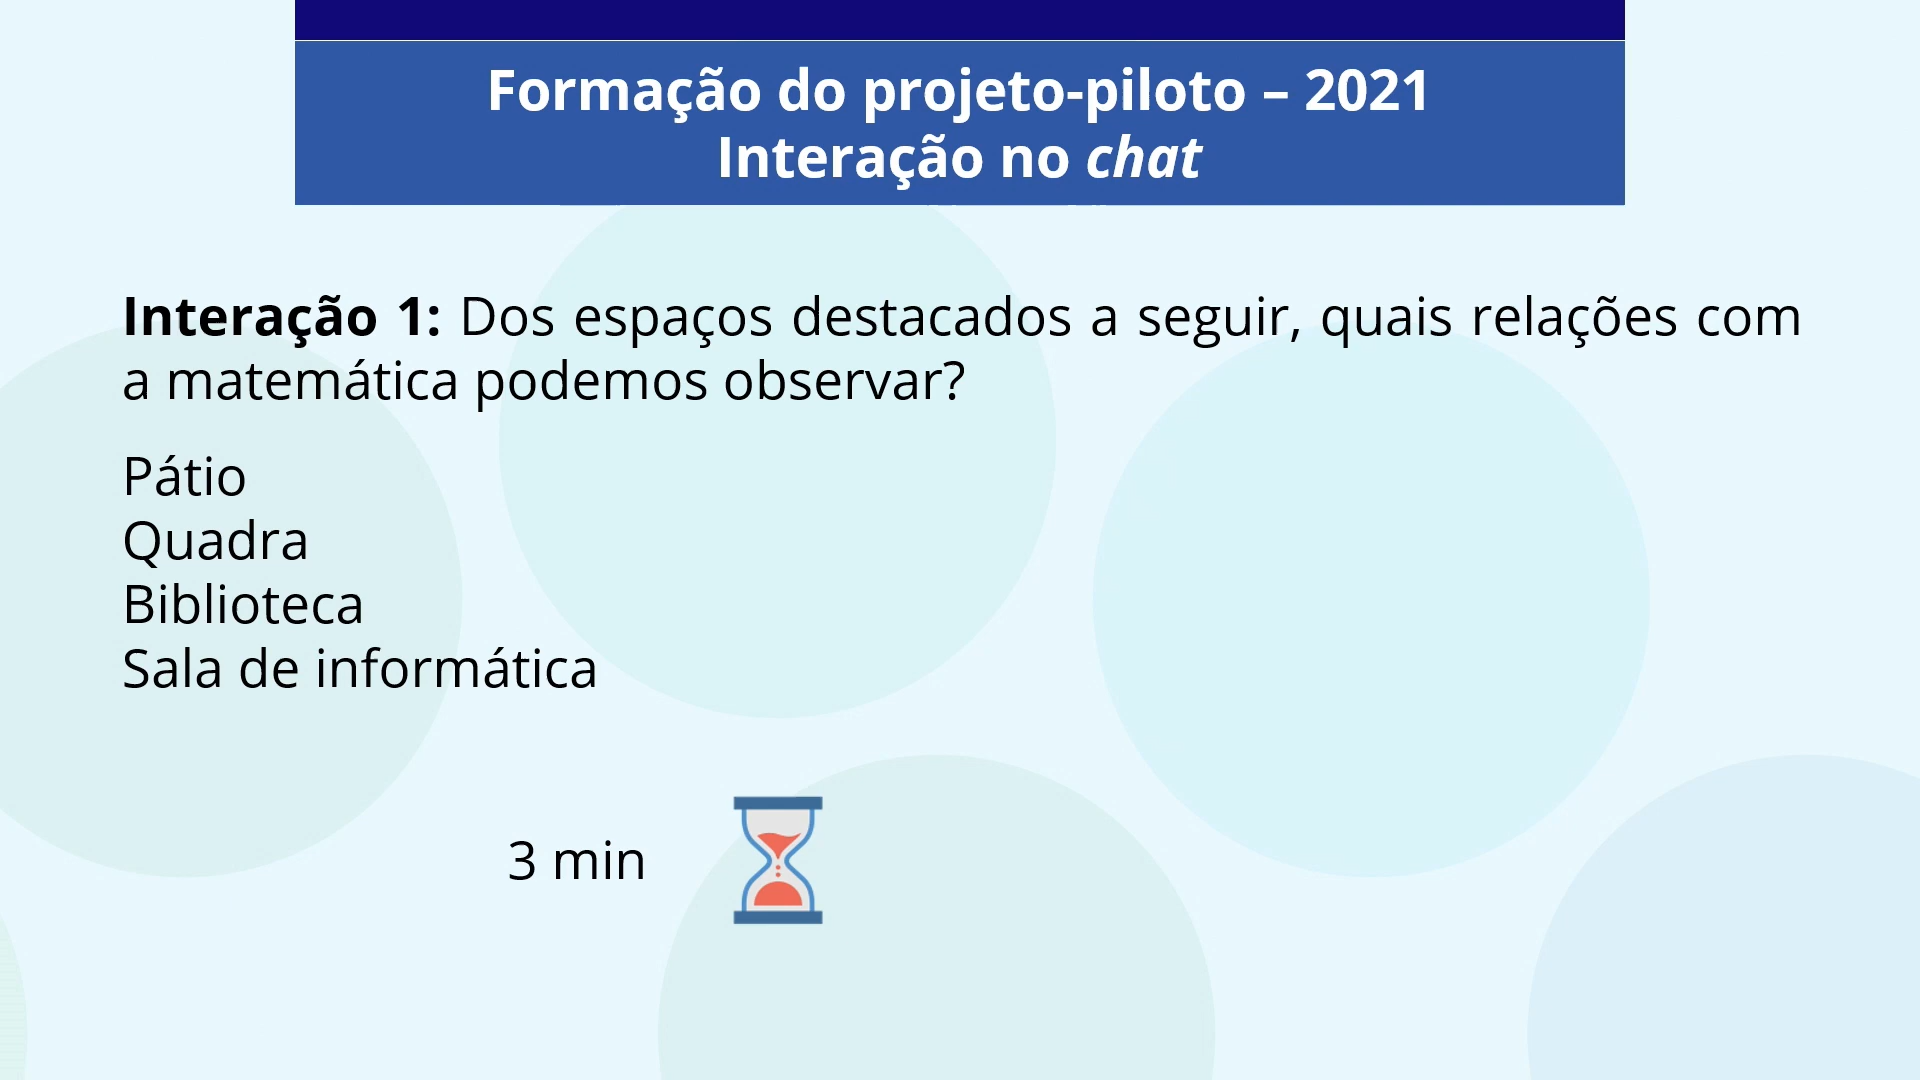 Formação do projeto-piloto – 2021
Interação no chat
Interação 1: Dos espaços destacados a seguir, quais relações com
a matemática podemos observar?
Pátio
Quadra
Biblioteca
Sala de informática
3 min